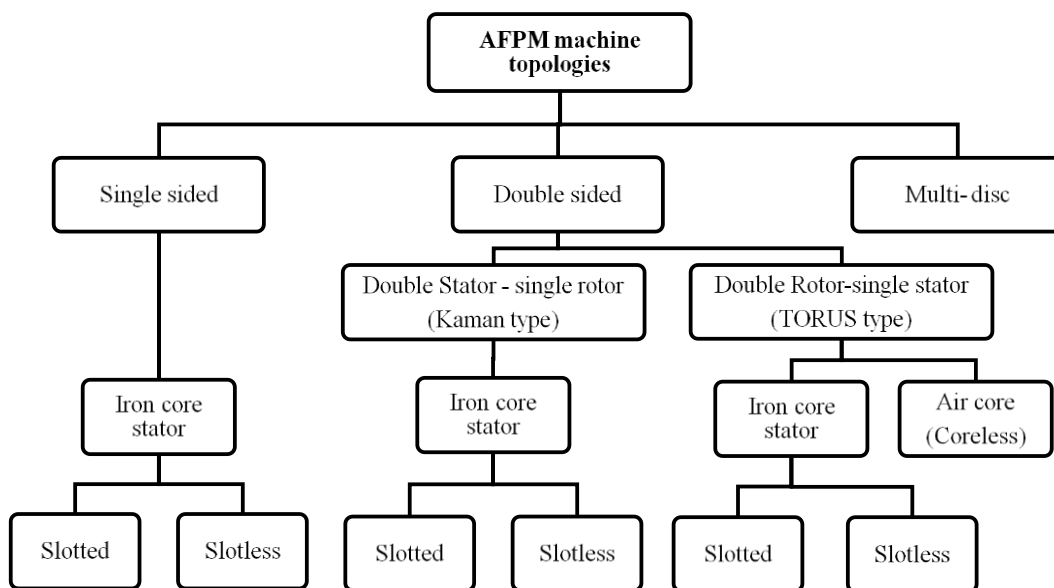 AFPM machine
topologies
Single sided
Double sided
Multi-disc
Double Stator - single rotor
(Kaman type)
Double Rotor-single stator
(TORUS type)
Iron core
stator
Iron core
stator
Iron core
stator
Air core
(Coreless)
Slotted
Slotless
Slotted
Slotless
Slotted
Slotless